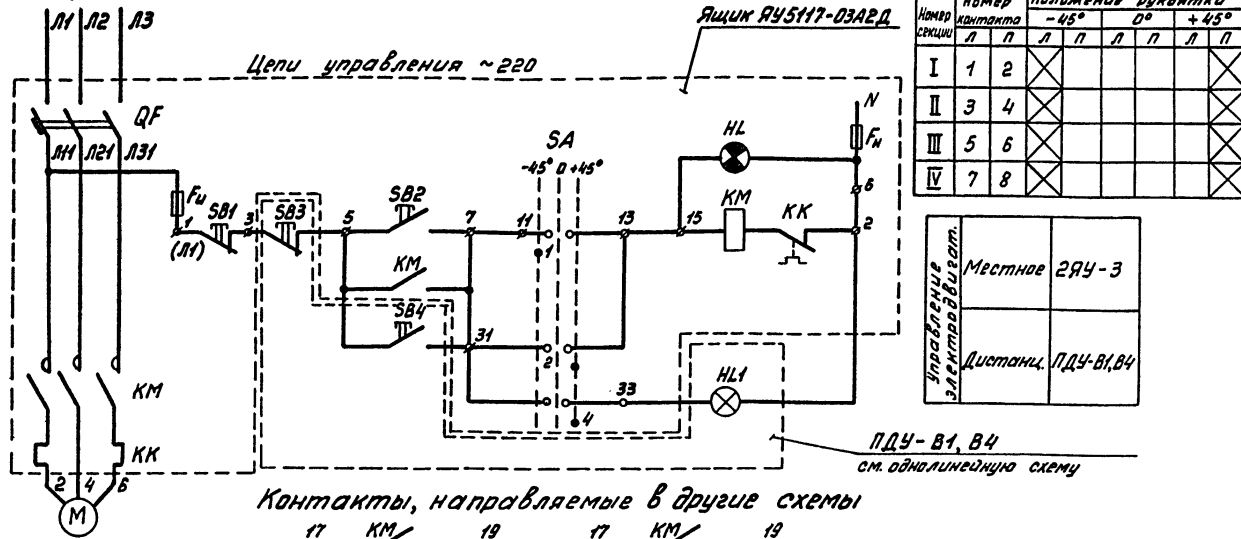 Л1 Л2 Л3
Ящик ЯУ5117-03А2Д
Цепи управления ~220
QF
Л11 Л21 Л31
Fu
1
(Л1)
SB1
3
SB3
5
SB2
7
11
SA
-45° 0 +45°
1
13
15
HL
KM
KK
N
Fн
6
2
KM
SB4
31
2
33
4
HL1
KM
KK
2 4 6
M
ПДУ-В1, В4
см. однолинейную схему
Контакты, направляемые в другие схемы
17 KM 19 17 KM 19
Номер секции
Номер контакта
Положение рукоятки
-45° 0° +45°
Л П Л П Л П Л П
I 1 2
II 3 4
III 5 6
IV 7 8
Управление электродвигат.
Местное 2ЯУ-3
Дистанц. ПДУ-В1,В4